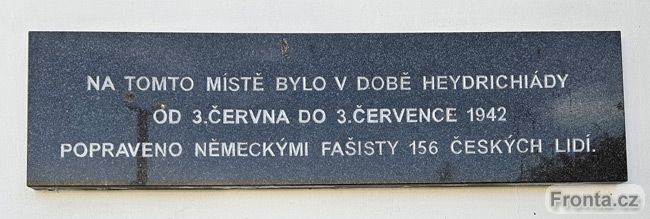 NA TOMTO MÍSTĚ BYLO V DOBĚ HEYDRICHIÁDY
OD 3.ČERVNA DO 3.ČERVENCE 1942
POPRAVENO NĚMECKÝMI FAŠISTY 156 ČESKÝCH LIDÍ.
Fronta.cz